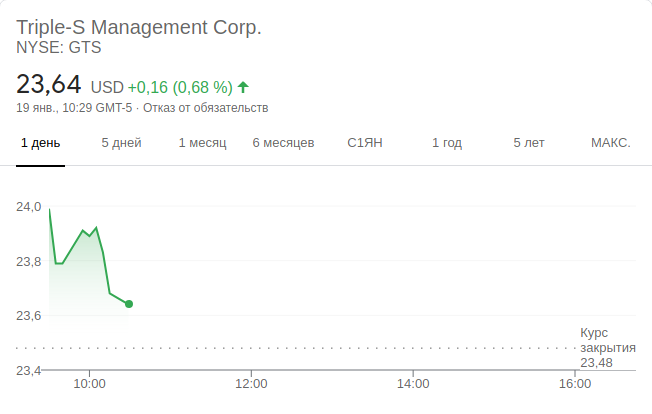 Triple-S Management Corp.
NYSE: GTS
23,64 USD +0,16 (0,68 %)
19 янв., 10:29 GMT-5 · Отказ от обязательств
1 день 5 дней 1 месяц 6 месяцев С1ЯН 1 год 5 лет МАКС.
24,0
23,8
23,6
Курс
закрытия
23,48
23,4
10:00 12:00 14:00 16:00